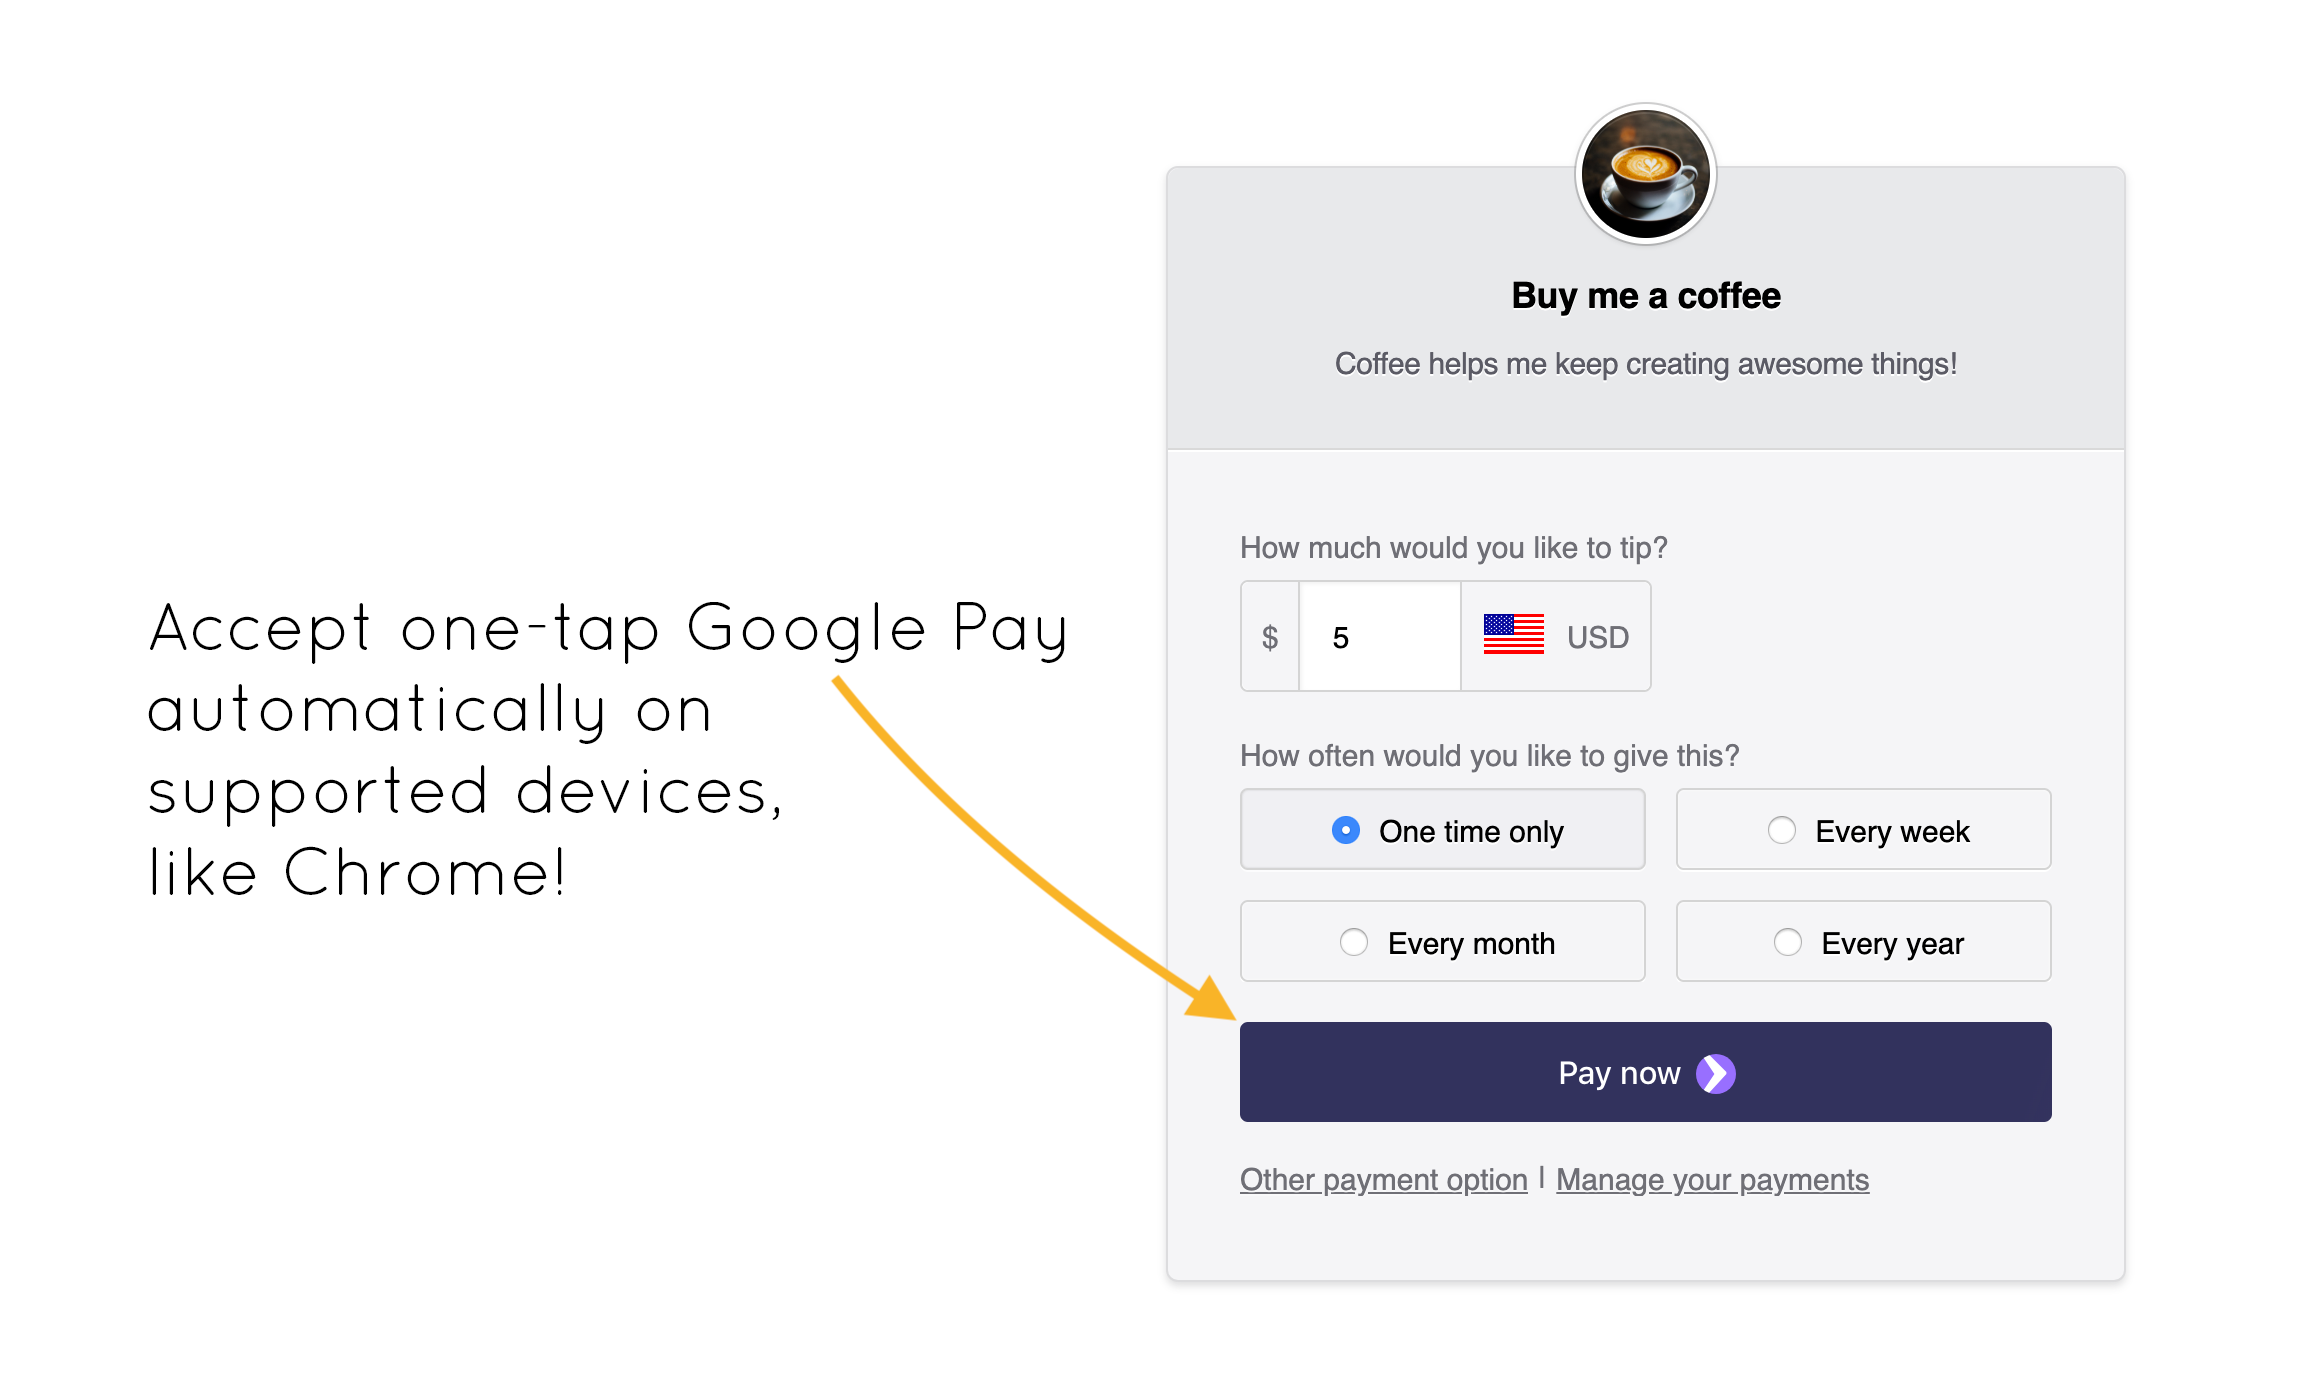 Accept one-tap Google Pay
automatically on
supported devices,
like Chrome!
Buy me a coffee
Coffee helps me keep creating awesome things!
How much would you like to tip?
$ 5 USD
How often would you like to give this?
One time only
Every week
Every month
Every year
Pay now
Other payment option | Manage your payments